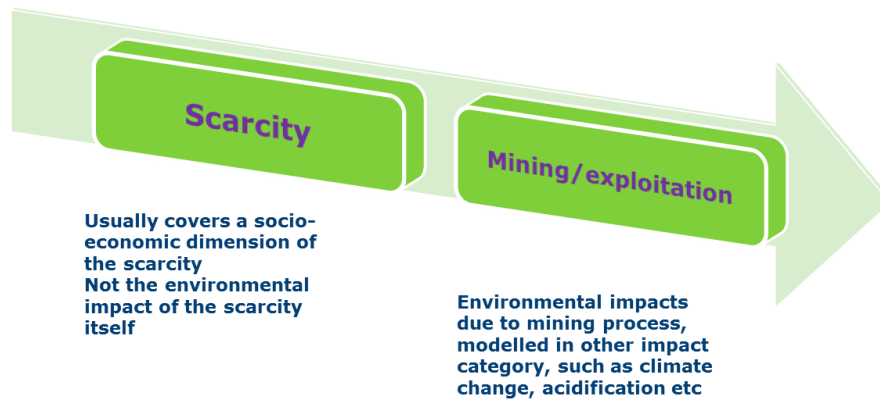 Scarcity
Mining/exploitation
Usually covers a socio-
economic dimension of
the scarcity
Not the environmental
impact of the scarcity
itself
Environmental impacts
due to mining process,
modelled in other impact
category, such as climate
change, acidification etc